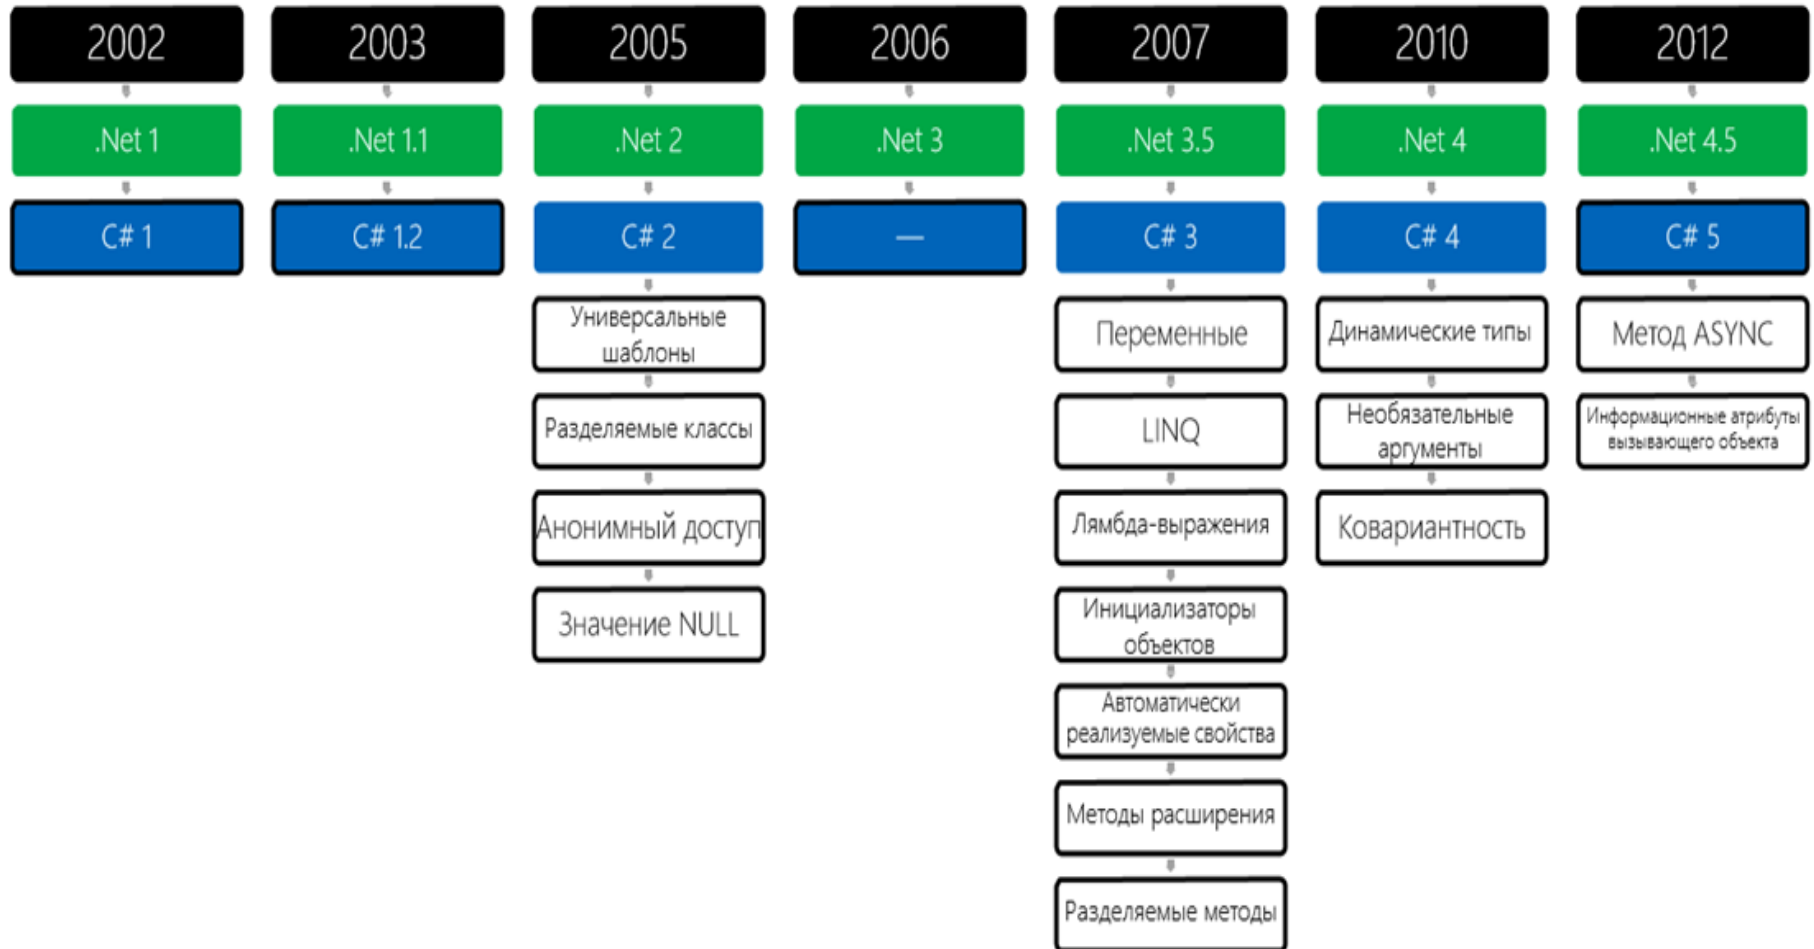 2002
.Net 1
C# 1
2003
.Net 1.1
C# 1.2
2005
.Net 2
C# 2
Универсальные
шаблоны
Разделяемые классы
Анонимный доступ
Значение NULL
2006
.Net 3
—
2007
.Net 3.5
C# 3
Переменные
LINQ
Лямбда-выражения
Инициализаторы
объектов
Автоматически
реализуемые свойства
Методы расширения
Разделяемые методы
2010
.Net 4
C# 4
Динамические типы
Необязательные
аргументы
Ковариантность
2012
.Net 4.5
C# 5
Метод ASYNC
Информационные атрибуты
вызывающего объекта